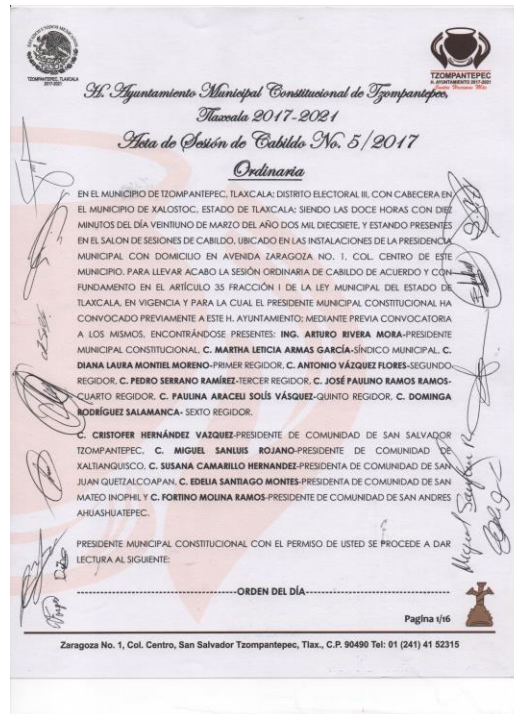 ESTADOS UNIDOS MEXICANOS
TZOMPANTEPEC, TLAXCALA
2017-2021
TZOMPANTEPEC
H. AYUNTAMIENTO 2017-2021
Juntos Hacemos Más
H. Ayuntamiento Municipal Constitucional de Tzompantepec,
Tlaxcala 2017-2021
Acta de Sesión de Cabildo No. 5/2017
Ordinaria
EN EL MUNICIPIO DE TZOMPANTEPEC, TLAXCALA; DISTRITO ELECTORAL III, CON CABECERA EN
EL MUNICIPIO DE XALOSTOC, ESTADO DE TLAXCALA; SIENDO LAS DOCE HORAS CON DIEZ
MINUTOS DEL DÍA VEINTIUNO DE MARZO DEL AÑO DOS MIL DIECISIETE, Y ESTANDO PRESENTES
EN EL SALON DE SESIONES DE CABILDO, UBICADO EN LAS INSTALACIONES DE LA PRESIDENCIA
MUNICIPAL CON DOMICILIO EN AVENIDA ZARAGOZA NO. 1, COL. CENTRO DE ESTE
MUNICIPIO. PARA LLEVAR ACABO LA SESIÓN ORDINARIA DE CABILDO DE ACUERDO Y CON
FUNDAMENTO EN EL ARTÍCULO 35 FRACCIÓN I DE LA LEY MUNICIPAL DEL ESTADO DE
TLAXCALA, EN VIGENCIA Y PARA LA CUAL EL PRESIDENTE MUNICIPAL CONSTITUCIONAL HA
CONVOCADO PREVIAMENTE A ESTE H. AYUNTAMIENTO; MEDIANTE PREVIA CONVOCATORIA
A LOS MISMOS, ENCONTRÁNDOSE PRESENTES: ING. ARTURO RIVERA MORA-PRESIDENTE
MUNICIPAL CONSTITUCIONAL, C. MARTHA LETICIA ARMAS GARCÍA-SÍNDICO MUNICIPAL, C.
DIANA LAURA MONTIEL MORENO-PRIMER REGIDOR, C. ANTONIO VÁZQUEZ FLORES-SEGUNDO
REGIDOR, C. PEDRO SERRANO RAMÍREZ-TERCER REGIDOR, C. JOSÉ PAULINO RAMOS RAMOS-
CUARTO REGIDOR, C. PAULINA ARACELI SOLÍS VÁSQUEZ-QUINTO REGIDOR, C. DOMINGA
RODRÍGUEZ SALAMANCA- SEXTO REGIDOR.
C. CRISTOFER HERNÁNDEZ VAZQUEZ-PRESIDENTE DE COMUNIDAD DE SAN SALVADOR
TZOMPANTEPEC, C. MIGUEL SANLUIS ROJANO-PRESIDENTE DE COMUNIDAD DE
XALTIANQUISCO, C. SUSANA CAMARILLO HERNANDEZ-PRESIDENTA DE COMUNIDAD DE SAN
JUAN QUETZALCOAPAN, C. EDELIA SANTIAGO MONTES-PRESIDENTA DE COMUNIDAD DE SAN
MATEO INOPHIL Y C. FORTINO MOLINA RAMOS-PRESIDENTE DE COMUNIDAD DE SAN ANDRES
AHUASHUATEPEC.
PRESIDENTE MUNICIPAL CONSTITUCIONAL CON EL PERMISO DE USTED SE PROCEDE A DAR
LECTURA AL SIGUIENTE:
------------------------------------ORDEN DEL DÍA---------------------------------
Pagina 1/16
Zaragoza No. 1, Col. Centro, San Salvador Tzompantepec, Tlax., C.P. 90490 Tel: 01 (241) 41 52315